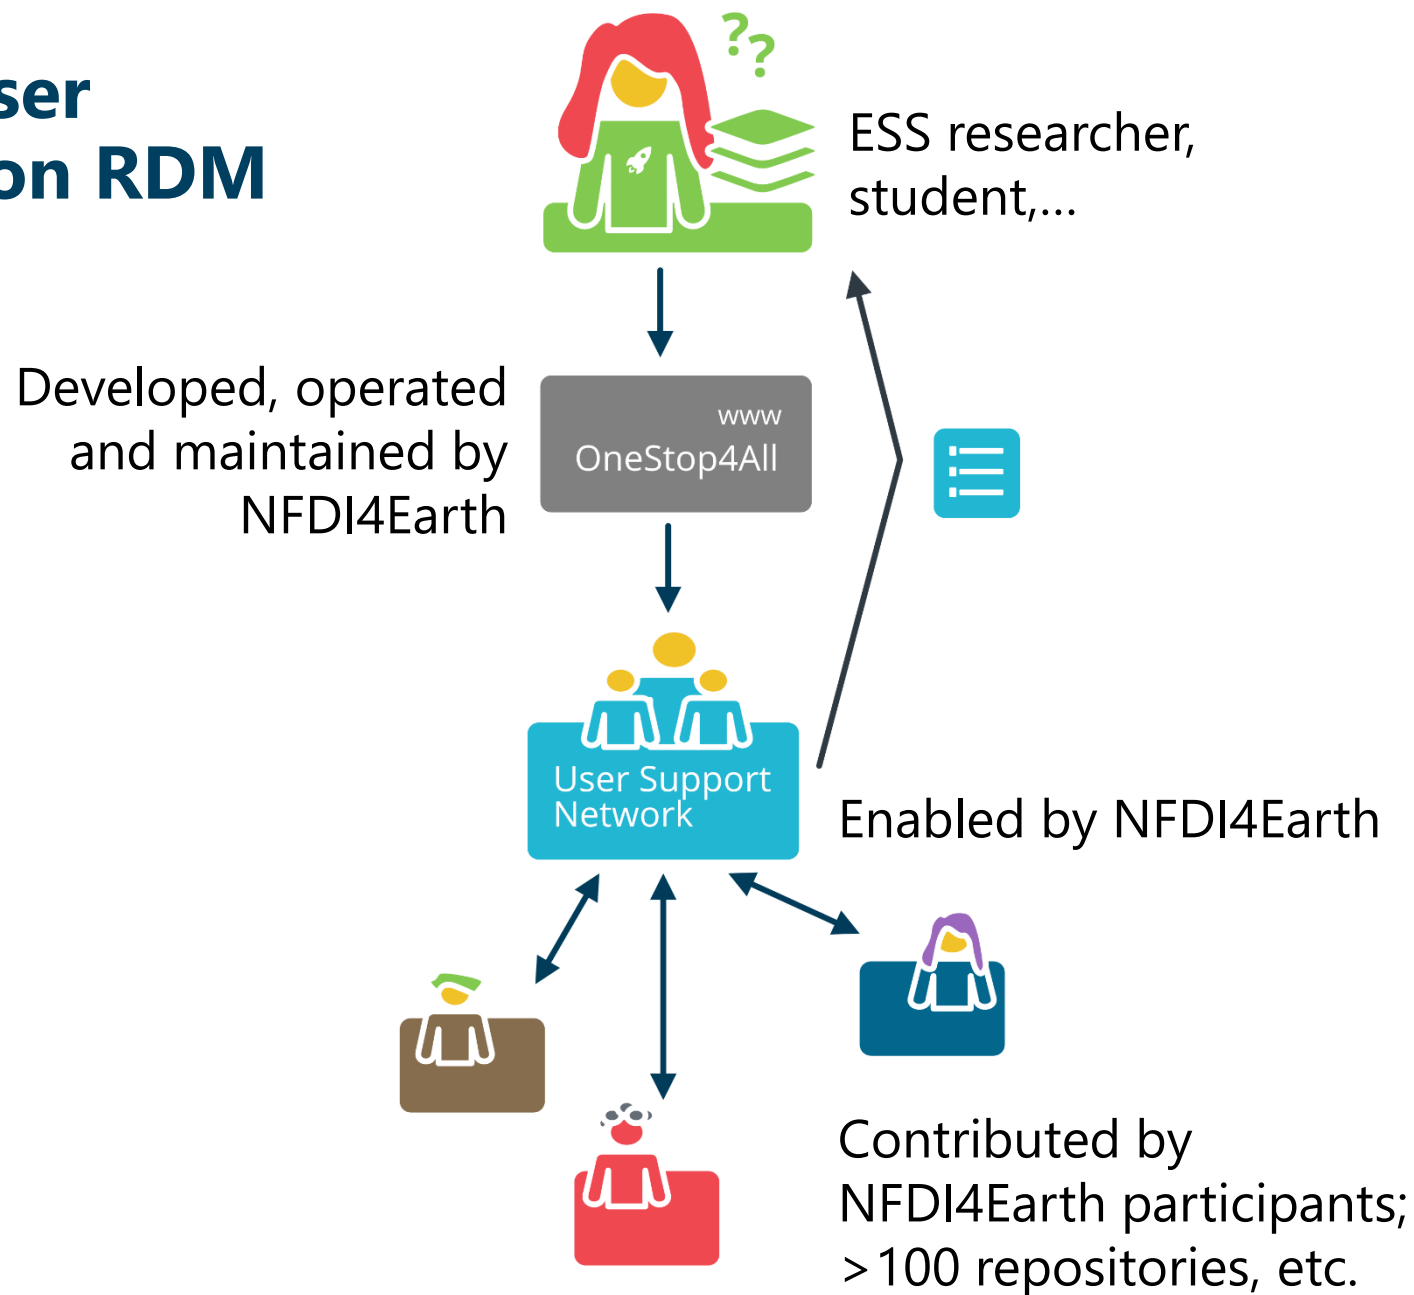 ser
on RDM
??
ESS researcher,
student,...
Developed, operated
and maintained by
NFDI4Earth
www
OneStop4All
User Support
Network
Enabled by NFDI4Earth
Contributed by
NFDI4Earth participants;
>100 repositories, etc.